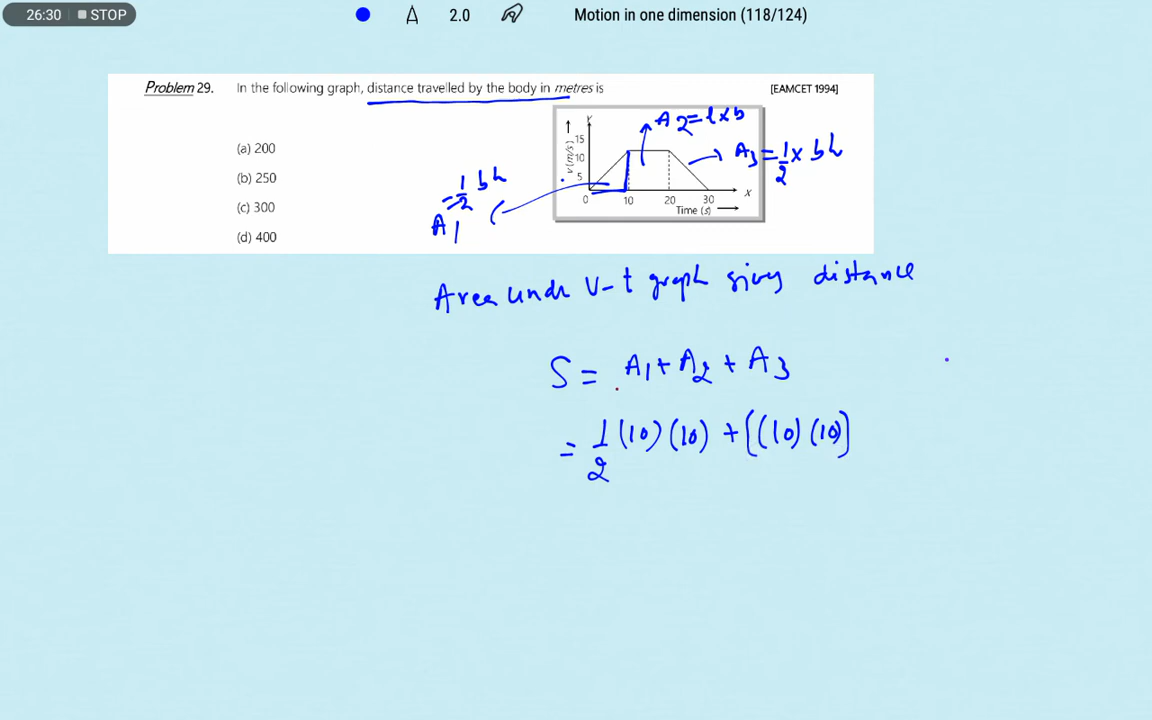 26:30 STOP
2.0
Motion in one dimension (118/124)
Problem 29. In the following graph, distance travelled by the body in metres is [EAMCET 1994]
(a) 200
(b) 250
(c) 300
(d) 400
Y
v (m/s)
15
10
5
0 10 20 30 X
Time (s)
A2 = l x b
A3 = 1/2 x bh
= 1/2 bh
A1
Area undr V-t graph givs distance
S = A1 + A2 + A3
= 1/2 (10) (10) + [(10) (10)]